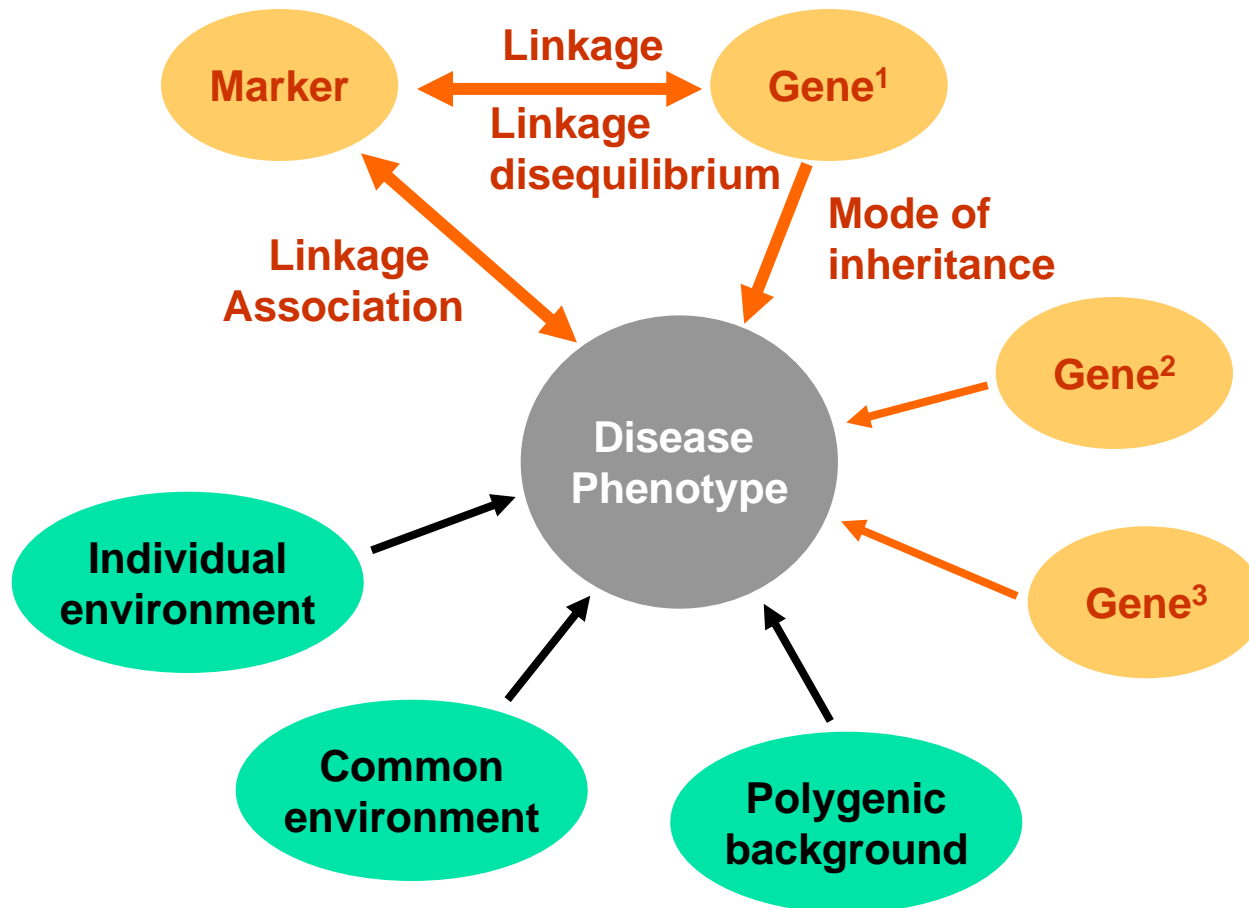 Linkage
Marker
Gene¹
Linkage
disequilibrium
Mode of
inheritance
Linkage
Association
Gene²
Disease
Phenotype
Individual
environment
Gene³
Common
environment
Polygenic
background